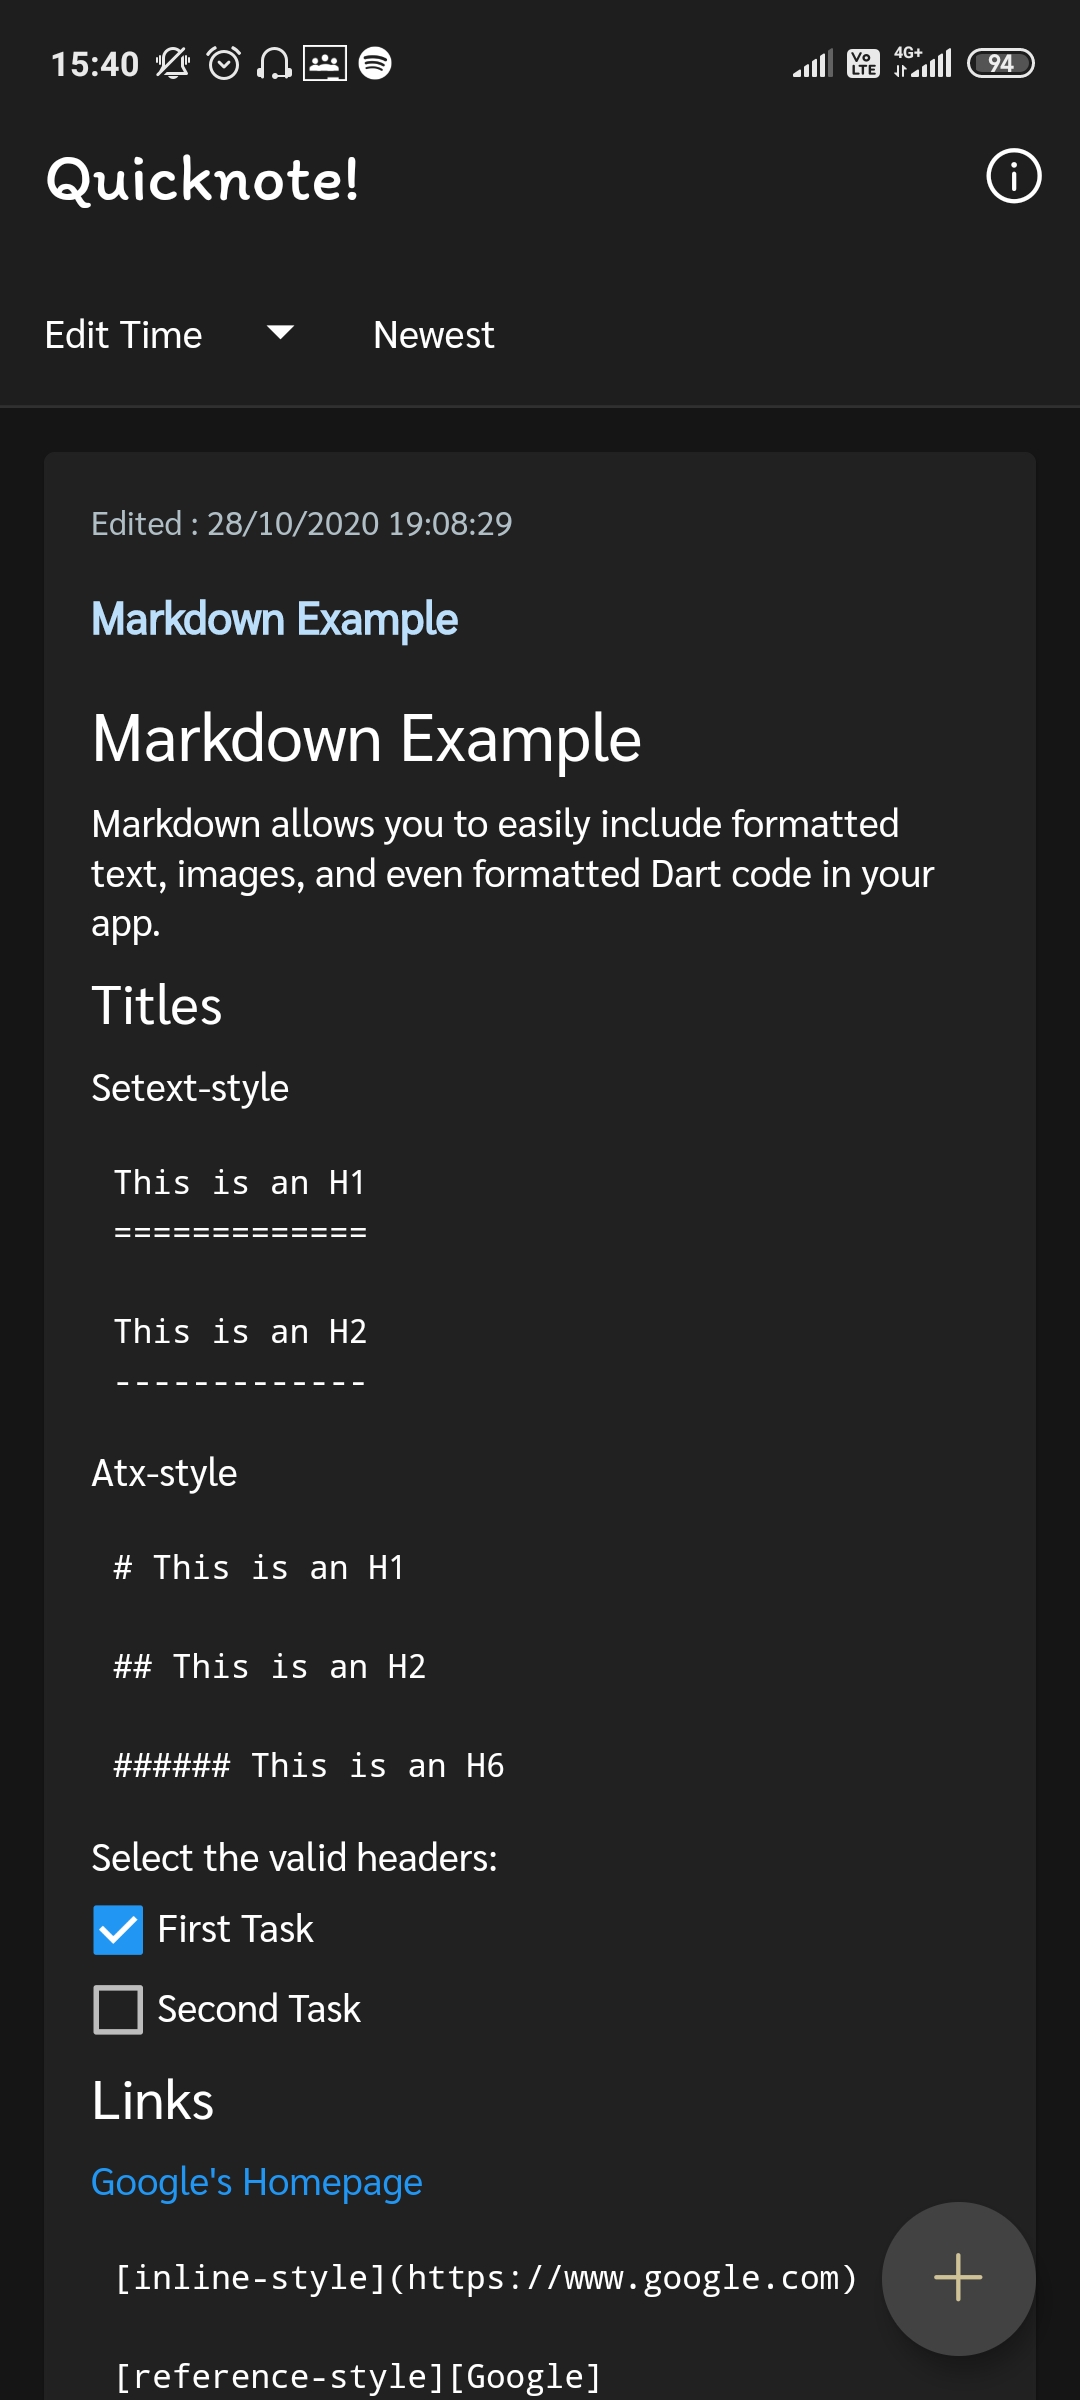 15:40 Vo LTE 4G+ 94
Quicknote!
Edit Time Newest
Edited : 28/10/2020 19:08:29
Markdown Example
Markdown Example
Markdown allows you to easily include formatted
text, images, and even formatted Dart code in your
app.
Titles
Setext-style
This is an H1
=============
This is an H2
-------------
Atx-style
# This is an H1
## This is an H2
###### This is an H6
Select the valid headers:
First Task
Second Task
Links
Google's Homepage
[inline-style](https://www.google.com)
[reference-style][Google]